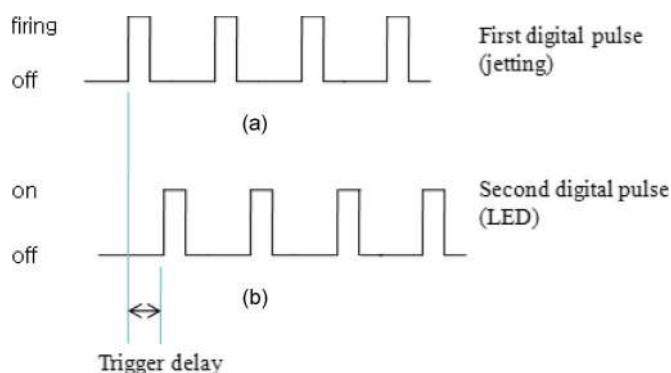 firing
First digital pulse
(jetting)
off
(a)
on
Second digital pulse
(LED)
off
(b)
Trigger delay